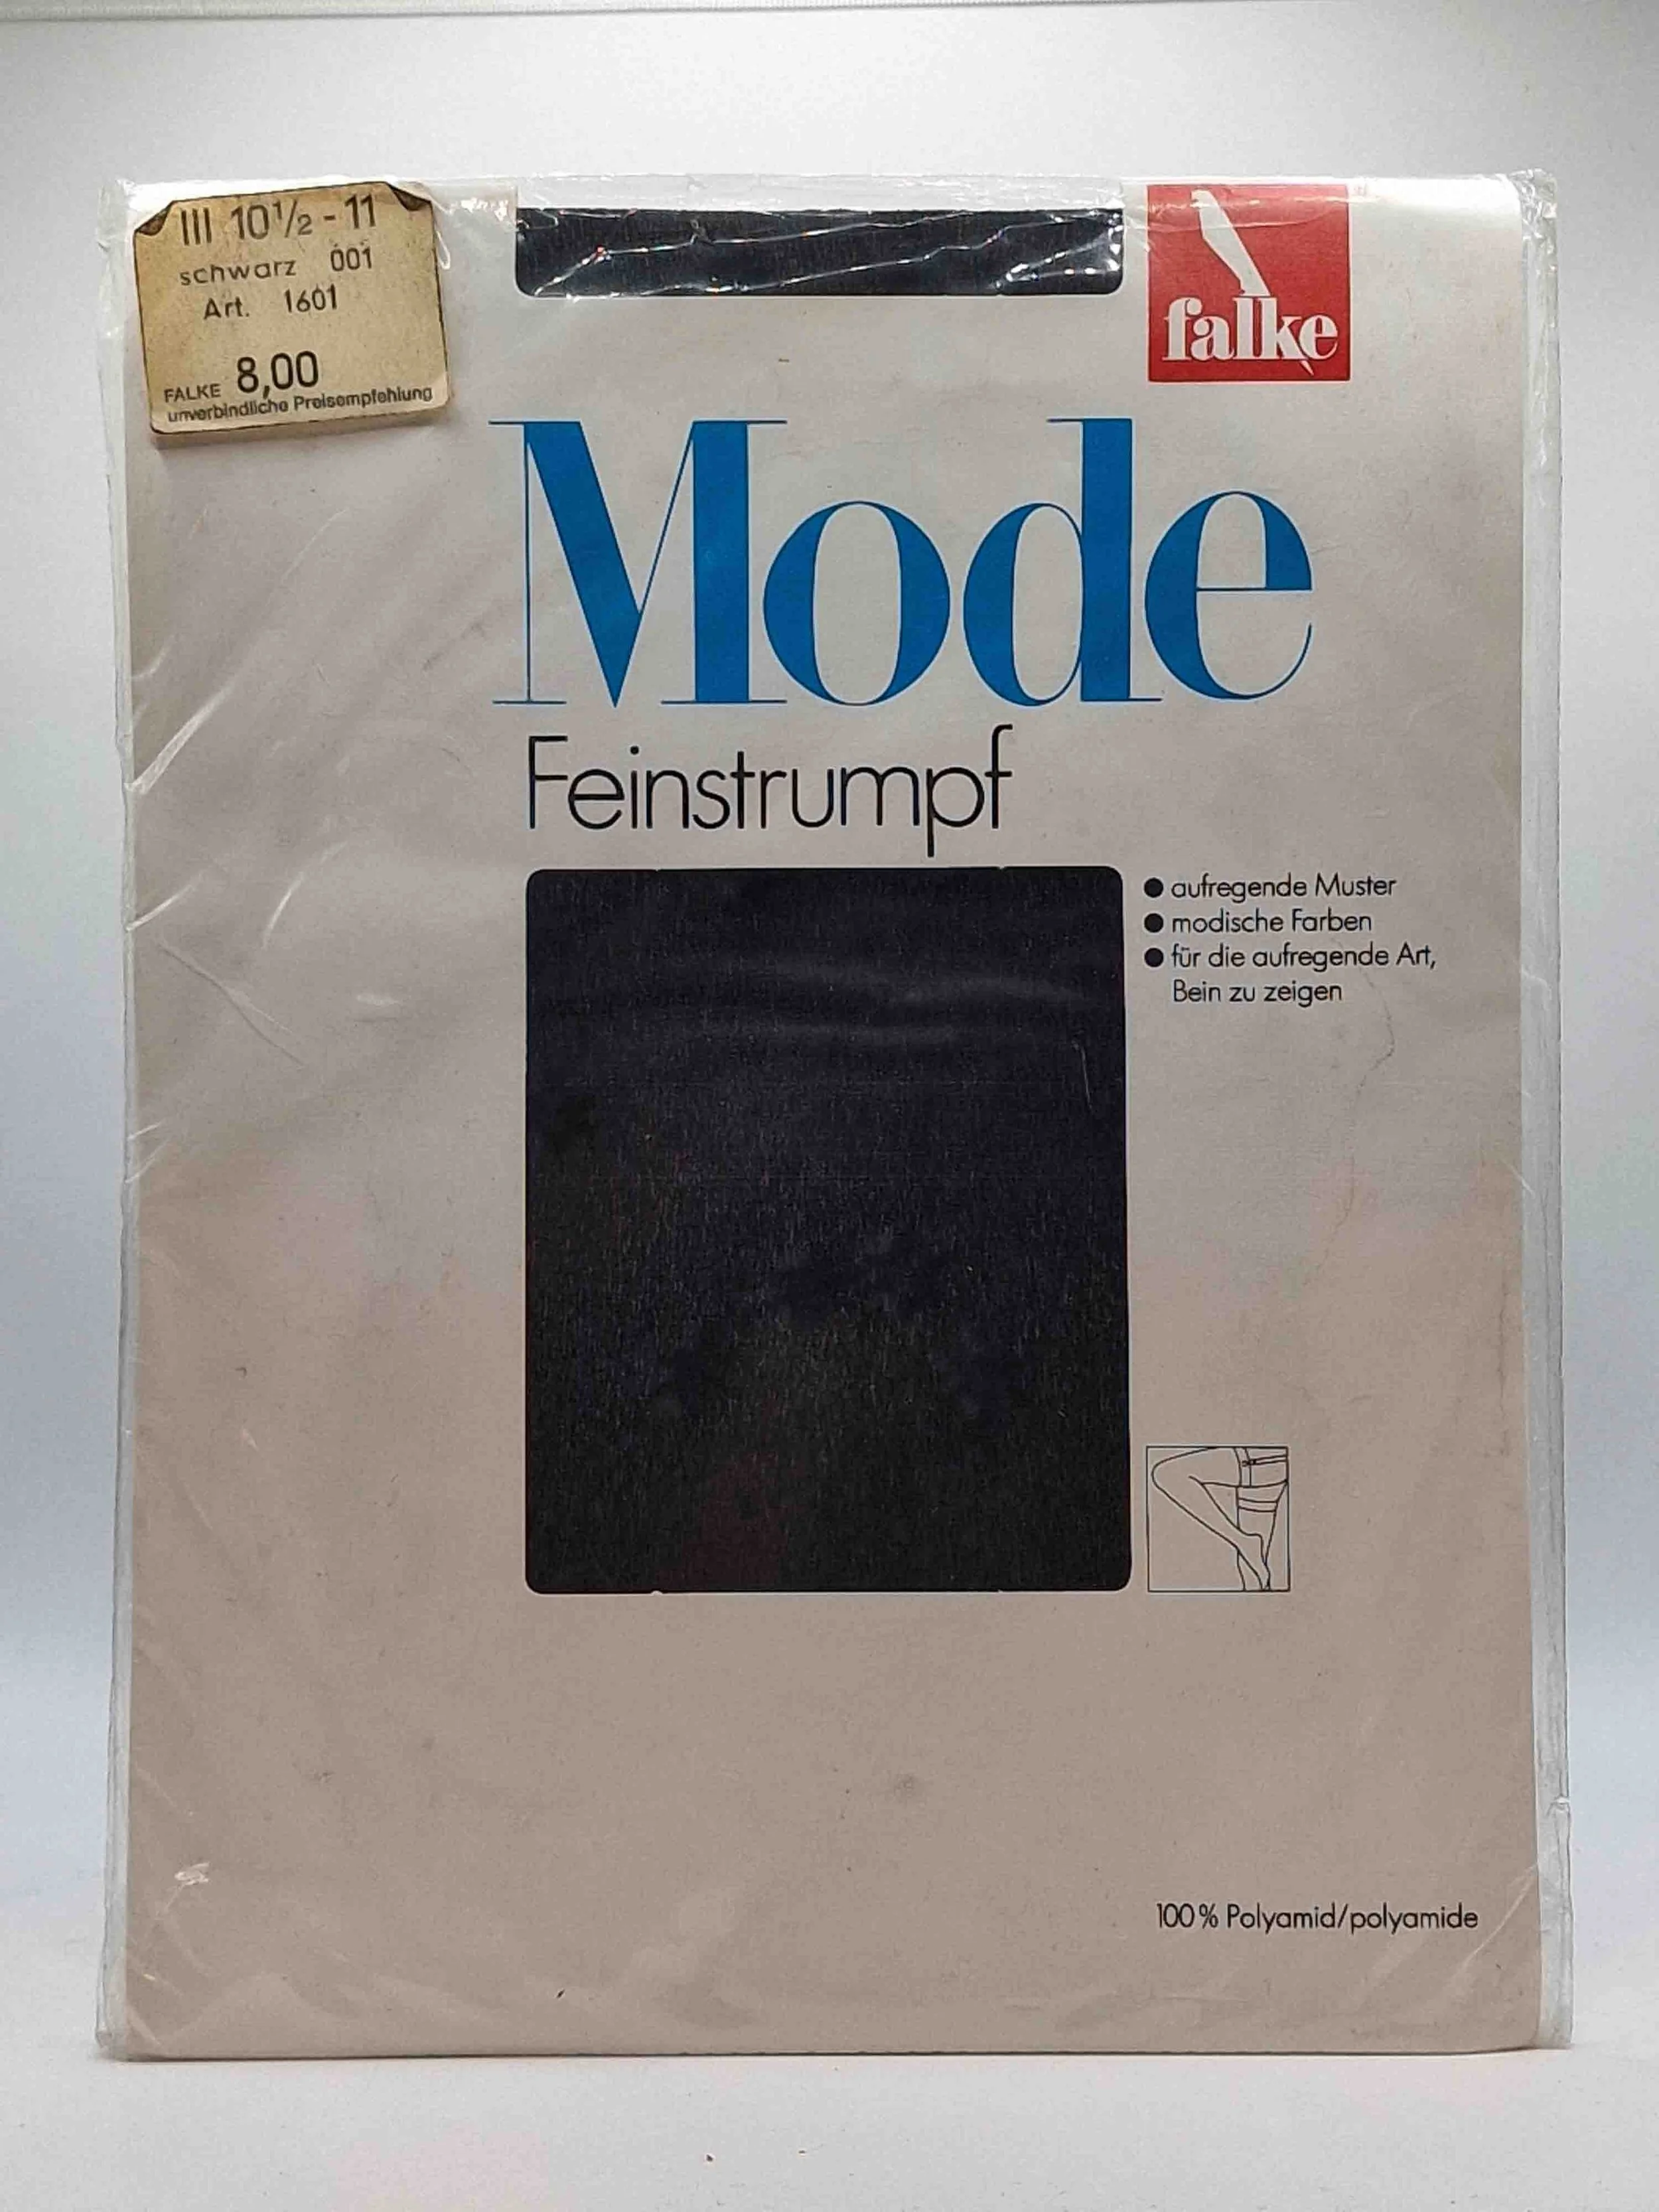 III 10½ - 11
schwarz 001
Art. 1601
FALKE 8,00
unverbindliche Preisempfehlung
falke
Mode
Feinstrumpf
● aufregende Muster
● modische Farben
● für die aufregende Art,
Bein zu zeigen
100% Polyamid/polyamide